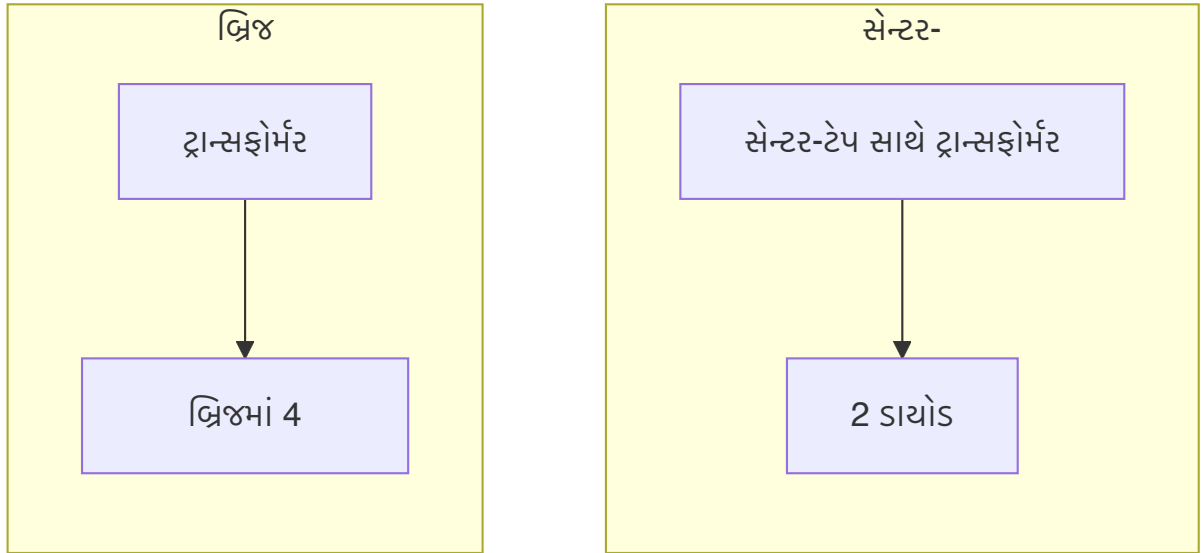 બ્રિજ
ટ્રાન્સફોર્મર
બ્રિજમાં 4
સેન્ટર-
સેન્ટર-ટેપ સાથે ટ્રાન્સફોર્મર
2 ડાયોડ